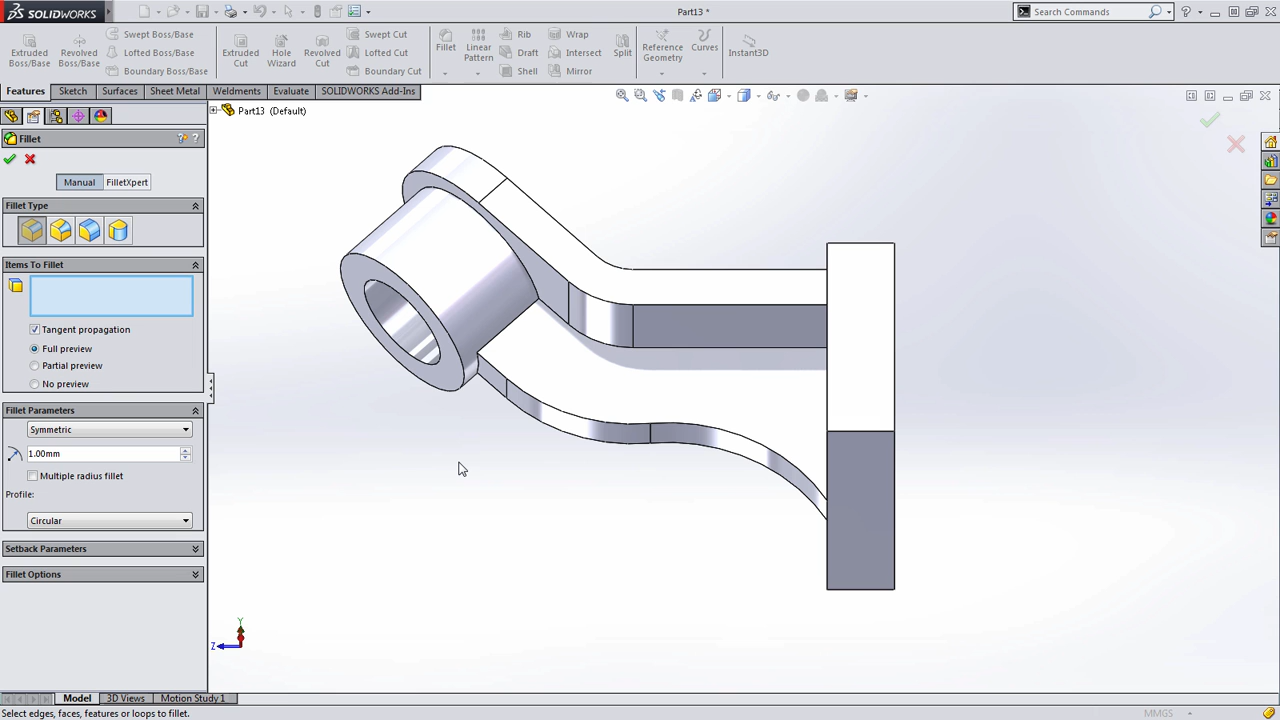 SOLIDWORKS
Part13 *
Search Commands
Extruded Boss/Base
Revolved Boss/Base
Swept Boss/Base
Lofted Boss/Base
Boundary Boss/Base
Extruded Cut
Hole Wizard
Revolved Cut
Swept Cut
Lofted Cut
Boundary Cut
Fillet
Linear Pattern
Rib
Draft
Shell
Wrap
Intersect
Mirror
Split
Reference Geometry
Curves
Instant3D
Features
Sketch
Surfaces
Sheet Metal
Weldments
Evaluate
SOLIDWORKS Add-Ins
Part13 (Default)
Fillet
Manual
FilletXpert
Fillet Type
Items To Fillet
Tangent propagation
Full preview
Partial preview
No preview
Fillet Parameters
Symmetric
1.00mm
Multiple radius fillet
Profile:
Circular
Setback Parameters
Fillet Options
Y
Z
Model
3D Views
Motion Study 1
Select edges, faces, features or loops to fillet.
MMGS